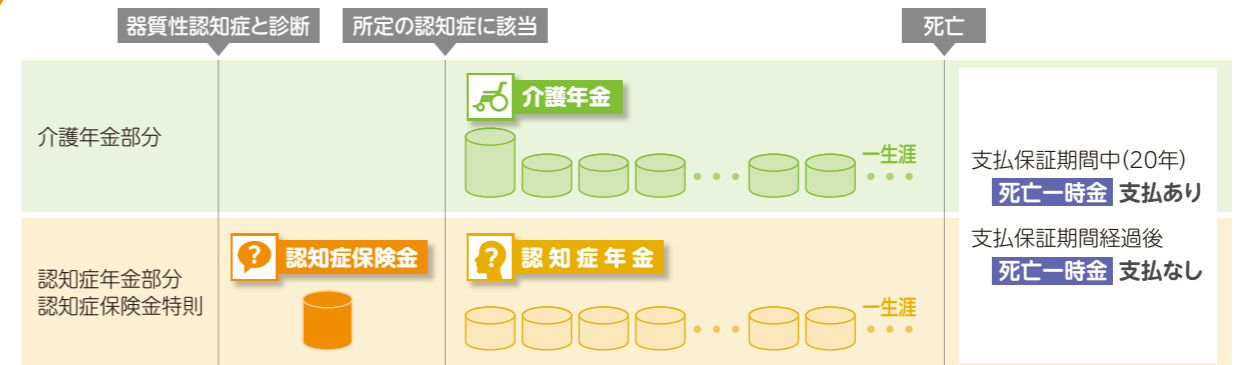 器質性認知症と診断
所定の認知症に該当
死亡
介護年金部分
介護年金
一生涯
支払保証期間中(20年)
死亡一時金 支払あり
支払保証期間経過後
死亡一時金 支払なし
認知症年金部分
認知症保険金特則
? 認知症保険金
? 認知症年金
一生涯